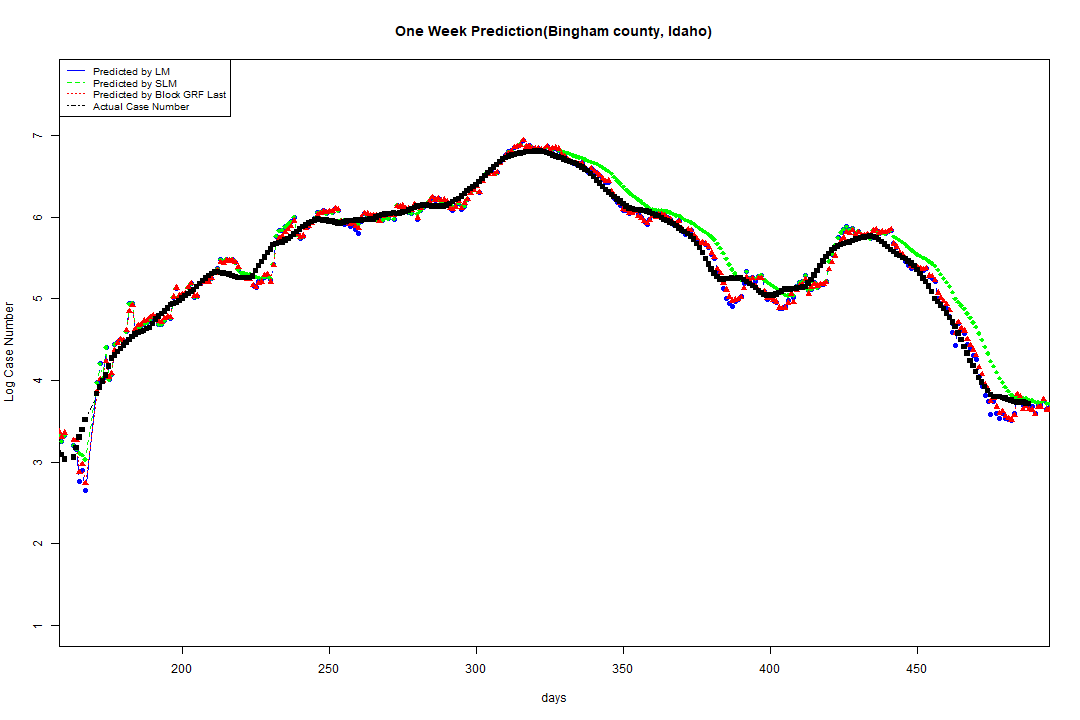 One Week Prediction(Bingham county, Idaho)
Predicted by LM
Predicted by SLM
Predicted by Block GRF Last
Actual Case Number
7
6
5
4
3
2
1
Log Case Number
200 250 300 350 400 450
days